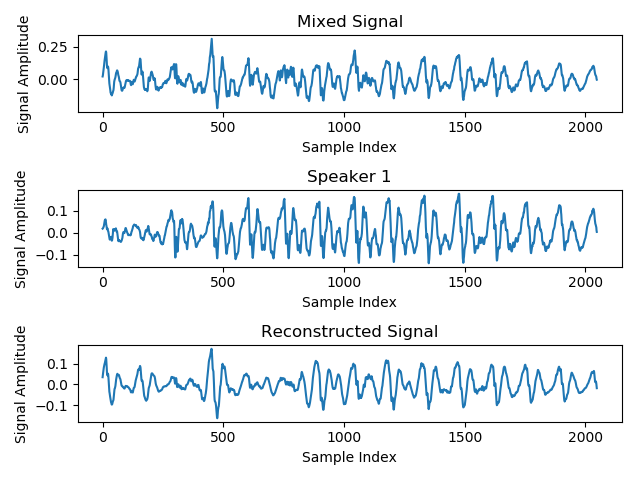 Mixed Signal
Signal Amplitude
0.25
0.00
0 500 1000 1500 2000
Sample Index
Speaker 1
Signal Amplitude
0.1
0.0
−0.1
0 500 1000 1500 2000
Sample Index
Reconstructed Signal
Signal Amplitude
0.1
0.0
−0.1
0 500 1000 1500 2000
Sample Index